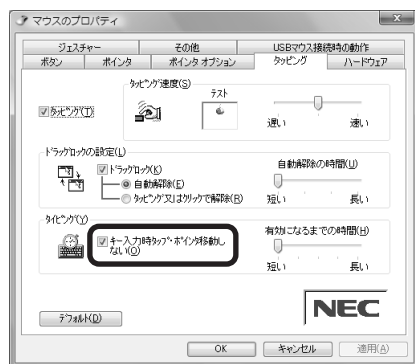 マウスのプロパティ
ジェスチャー その他 USBマウス接続時の動作
ボタン ポインタ ポインタ オプション タッピング ハードウェア
タッピング速度(S)
テスト
タッピング(T)
遅い 速い
ドラッグロックの設定(L)
ドラッグロック(K)
自動解除の時間(U)
自動解除(E)
タッピング又はクリックで解除(R)
短い 長い
タイピング(Y)
キー入力時タップ・ポインタ移動し
ない(O)
有効になるまでの時間(H)
短い 長い
NEC
デフォルト(D)
OK キャンセル 適用(A)